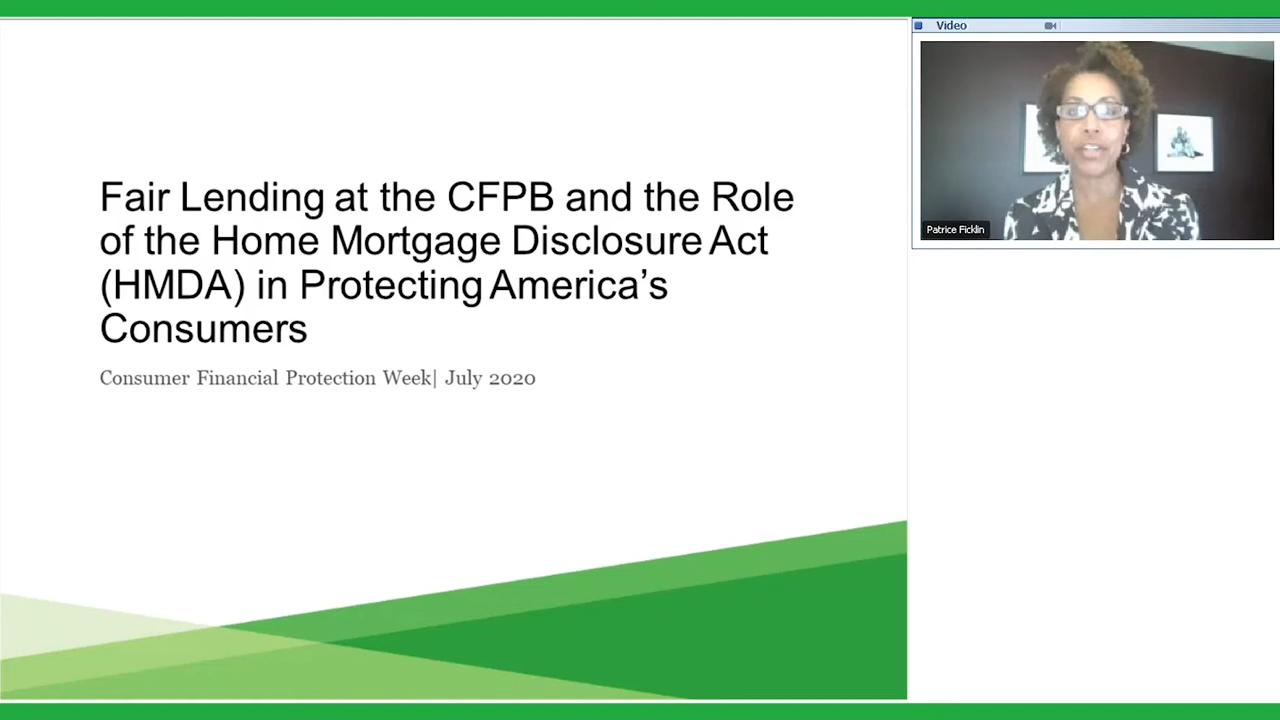 Fair Lending at the CFPB and the Role
of the Home Mortgage Disclosure Act
(HMDA) in Protecting America’s
Consumers
Consumer Financial Protection Week| July 2020
Video
Patrice Ficklin